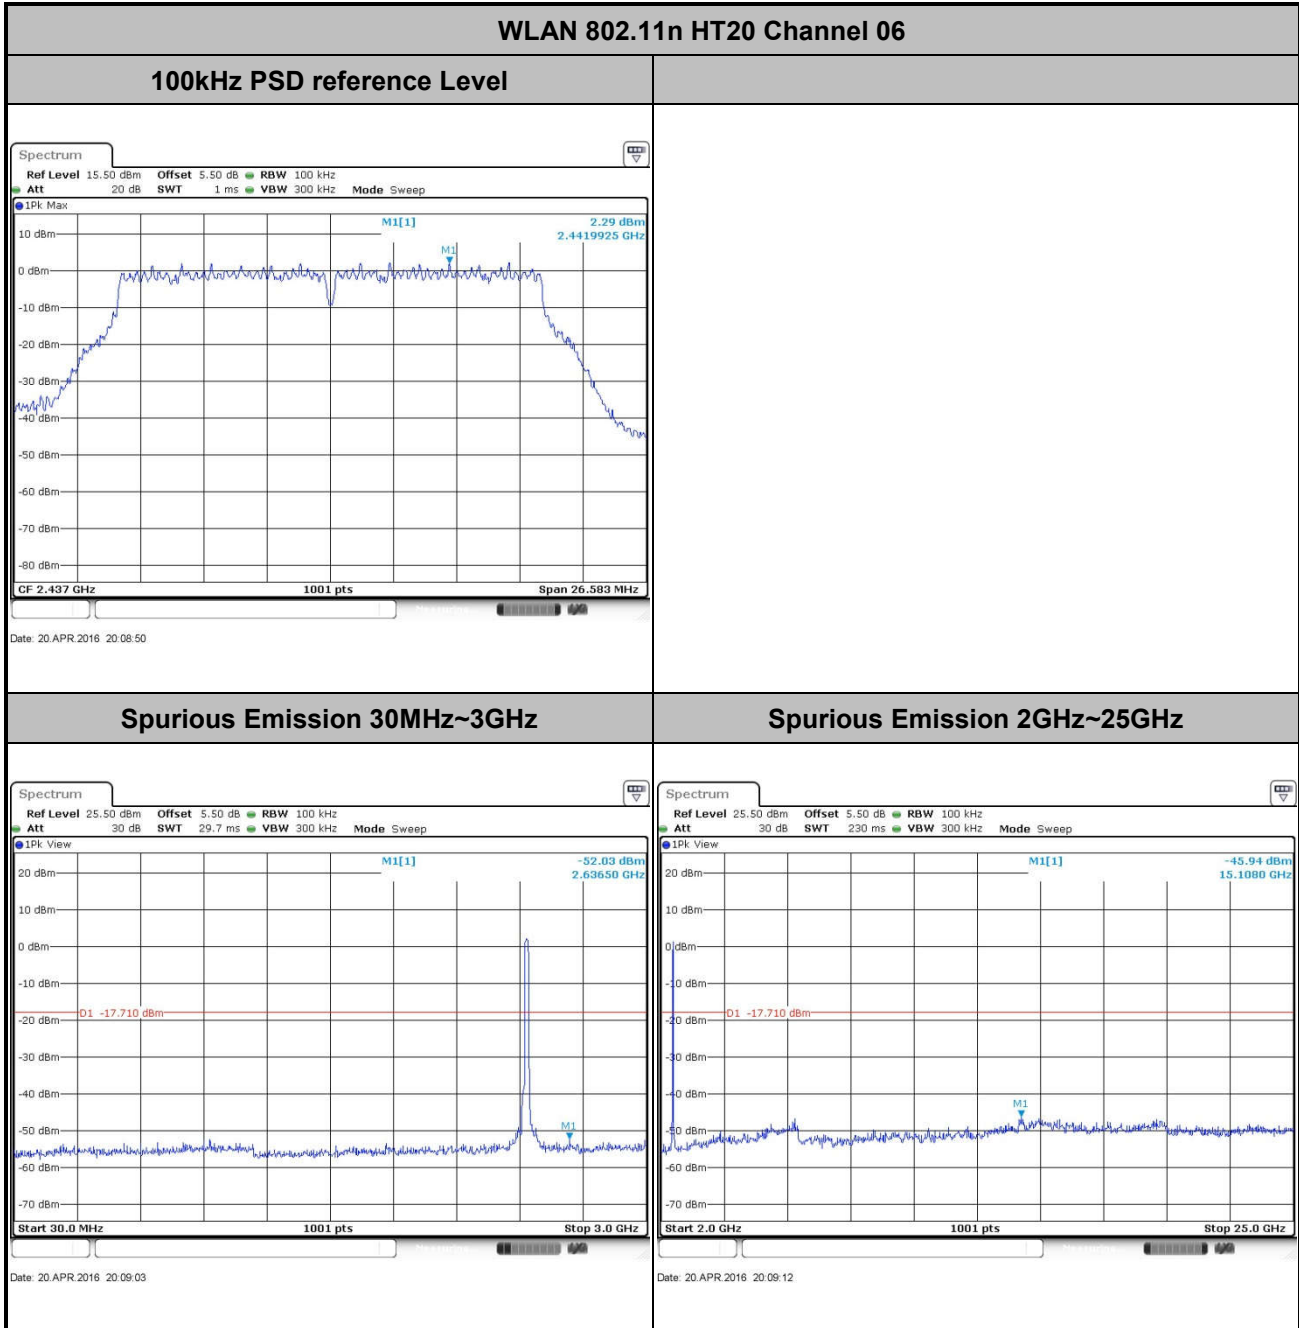 WLAN 802.11n HT20 Channel 06
100kHz PSD reference Level
Spectrum
Ref Level 15.50 dBm Offset 5.50 dB RBW 100 kHz
Att 20 dB SWT 1 ms VBW 300 kHz Mode Sweep
1Pk Max
M1[1] 2.29 dBm
2.4419925 GHz
10 dBm
M1
0 dBm
-10 dBm
-20 dBm
-30 dBm
-40 dBm
-50 dBm
-60 dBm
-70 dBm
-80 dBm
CF 2.437 GHz 1001 pts Span 26.583 MHz
Date: 20.APR.2016 20:08:50
Spurious Emission 30MHz~3GHz
Spectrum
Ref Level 25.50 dBm Offset 5.50 dB RBW 100 kHz
Att 30 dB SWT 29.7 ms VBW 300 kHz Mode Sweep
1Pk View
M1[1] -52.03 dBm
2.63650 GHz
20 dBm
10 dBm
0 dBm
-10 dBm
D1 -17.710 dBm
-20 dBm
-30 dBm
-40 dBm
M1
-50 dBm
-60 dBm
-70 dBm
Start 30.0 MHz 1001 pts Stop 3.0 GHz
Date: 20.APR.2016 20:09:03
Spurious Emission 2GHz~25GHz
Spectrum
Ref Level 25.50 dBm Offset 5.50 dB RBW 100 kHz
Att 30 dB SWT 230 ms VBW 300 kHz Mode Sweep
1Pk View
M1[1] -45.94 dBm
15.1080 GHz
20 dBm
10 dBm
0 dBm
-10 dBm
D1 -17.710 dBm
-20 dBm
-30 dBm
-40 dBm
M1
-50 dBm
-60 dBm
-70 dBm
Start 2.0 GHz 1001 pts Stop 25.0 GHz
Date: 20.APR.2016 20:09:12